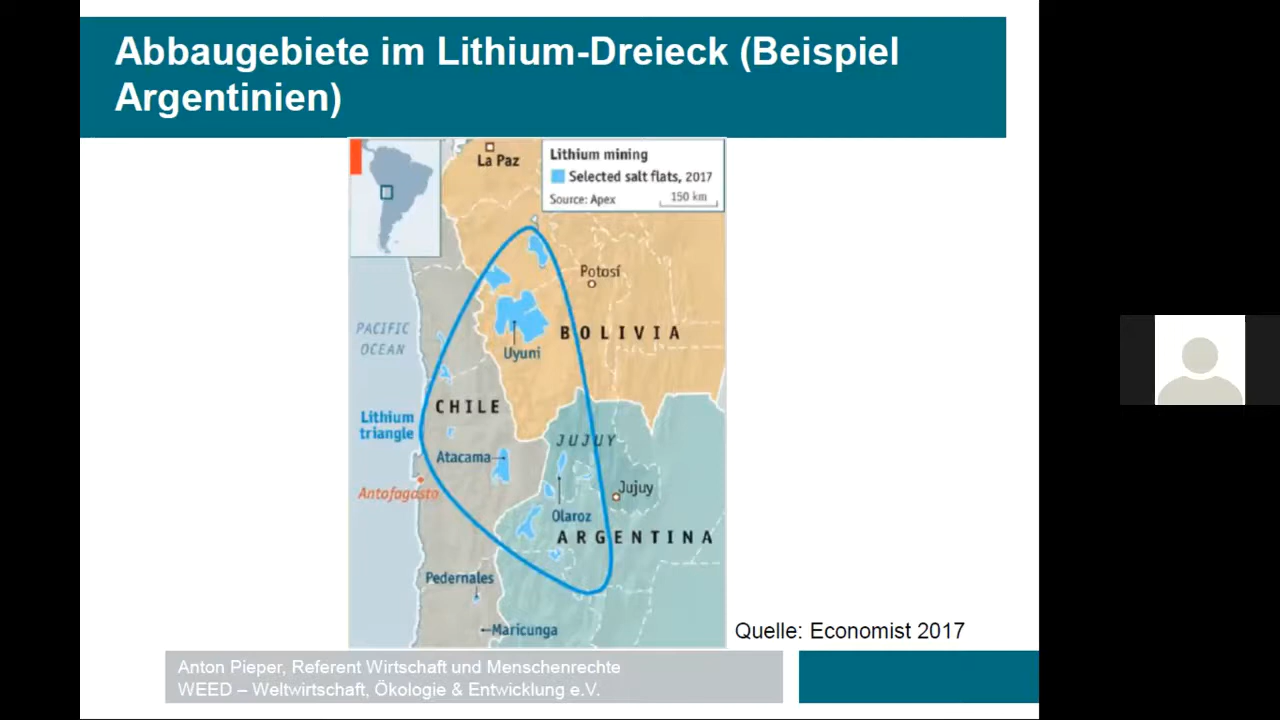 Abbaugebiete im Lithium-Dreieck (Beispiel
Argentinien)
La Paz
Lithium mining
Selected salt flats, 2017
Source: Apex
150 km
Potosí
PACIFIC
OCEAN
BOLIVIA
Uyuni
CHILE
Lithium
triangle
JUJUY
Atacama
Antofagasta
Jujuy
Olaroz
ARGENTINA
Pedernales
Maricunga
Quelle: Economist 2017
Anton Pieper, Referent Wirtschaft und Menschenrechte
WEED – Weltwirtschaft, Ökologie & Entwicklung e.V.